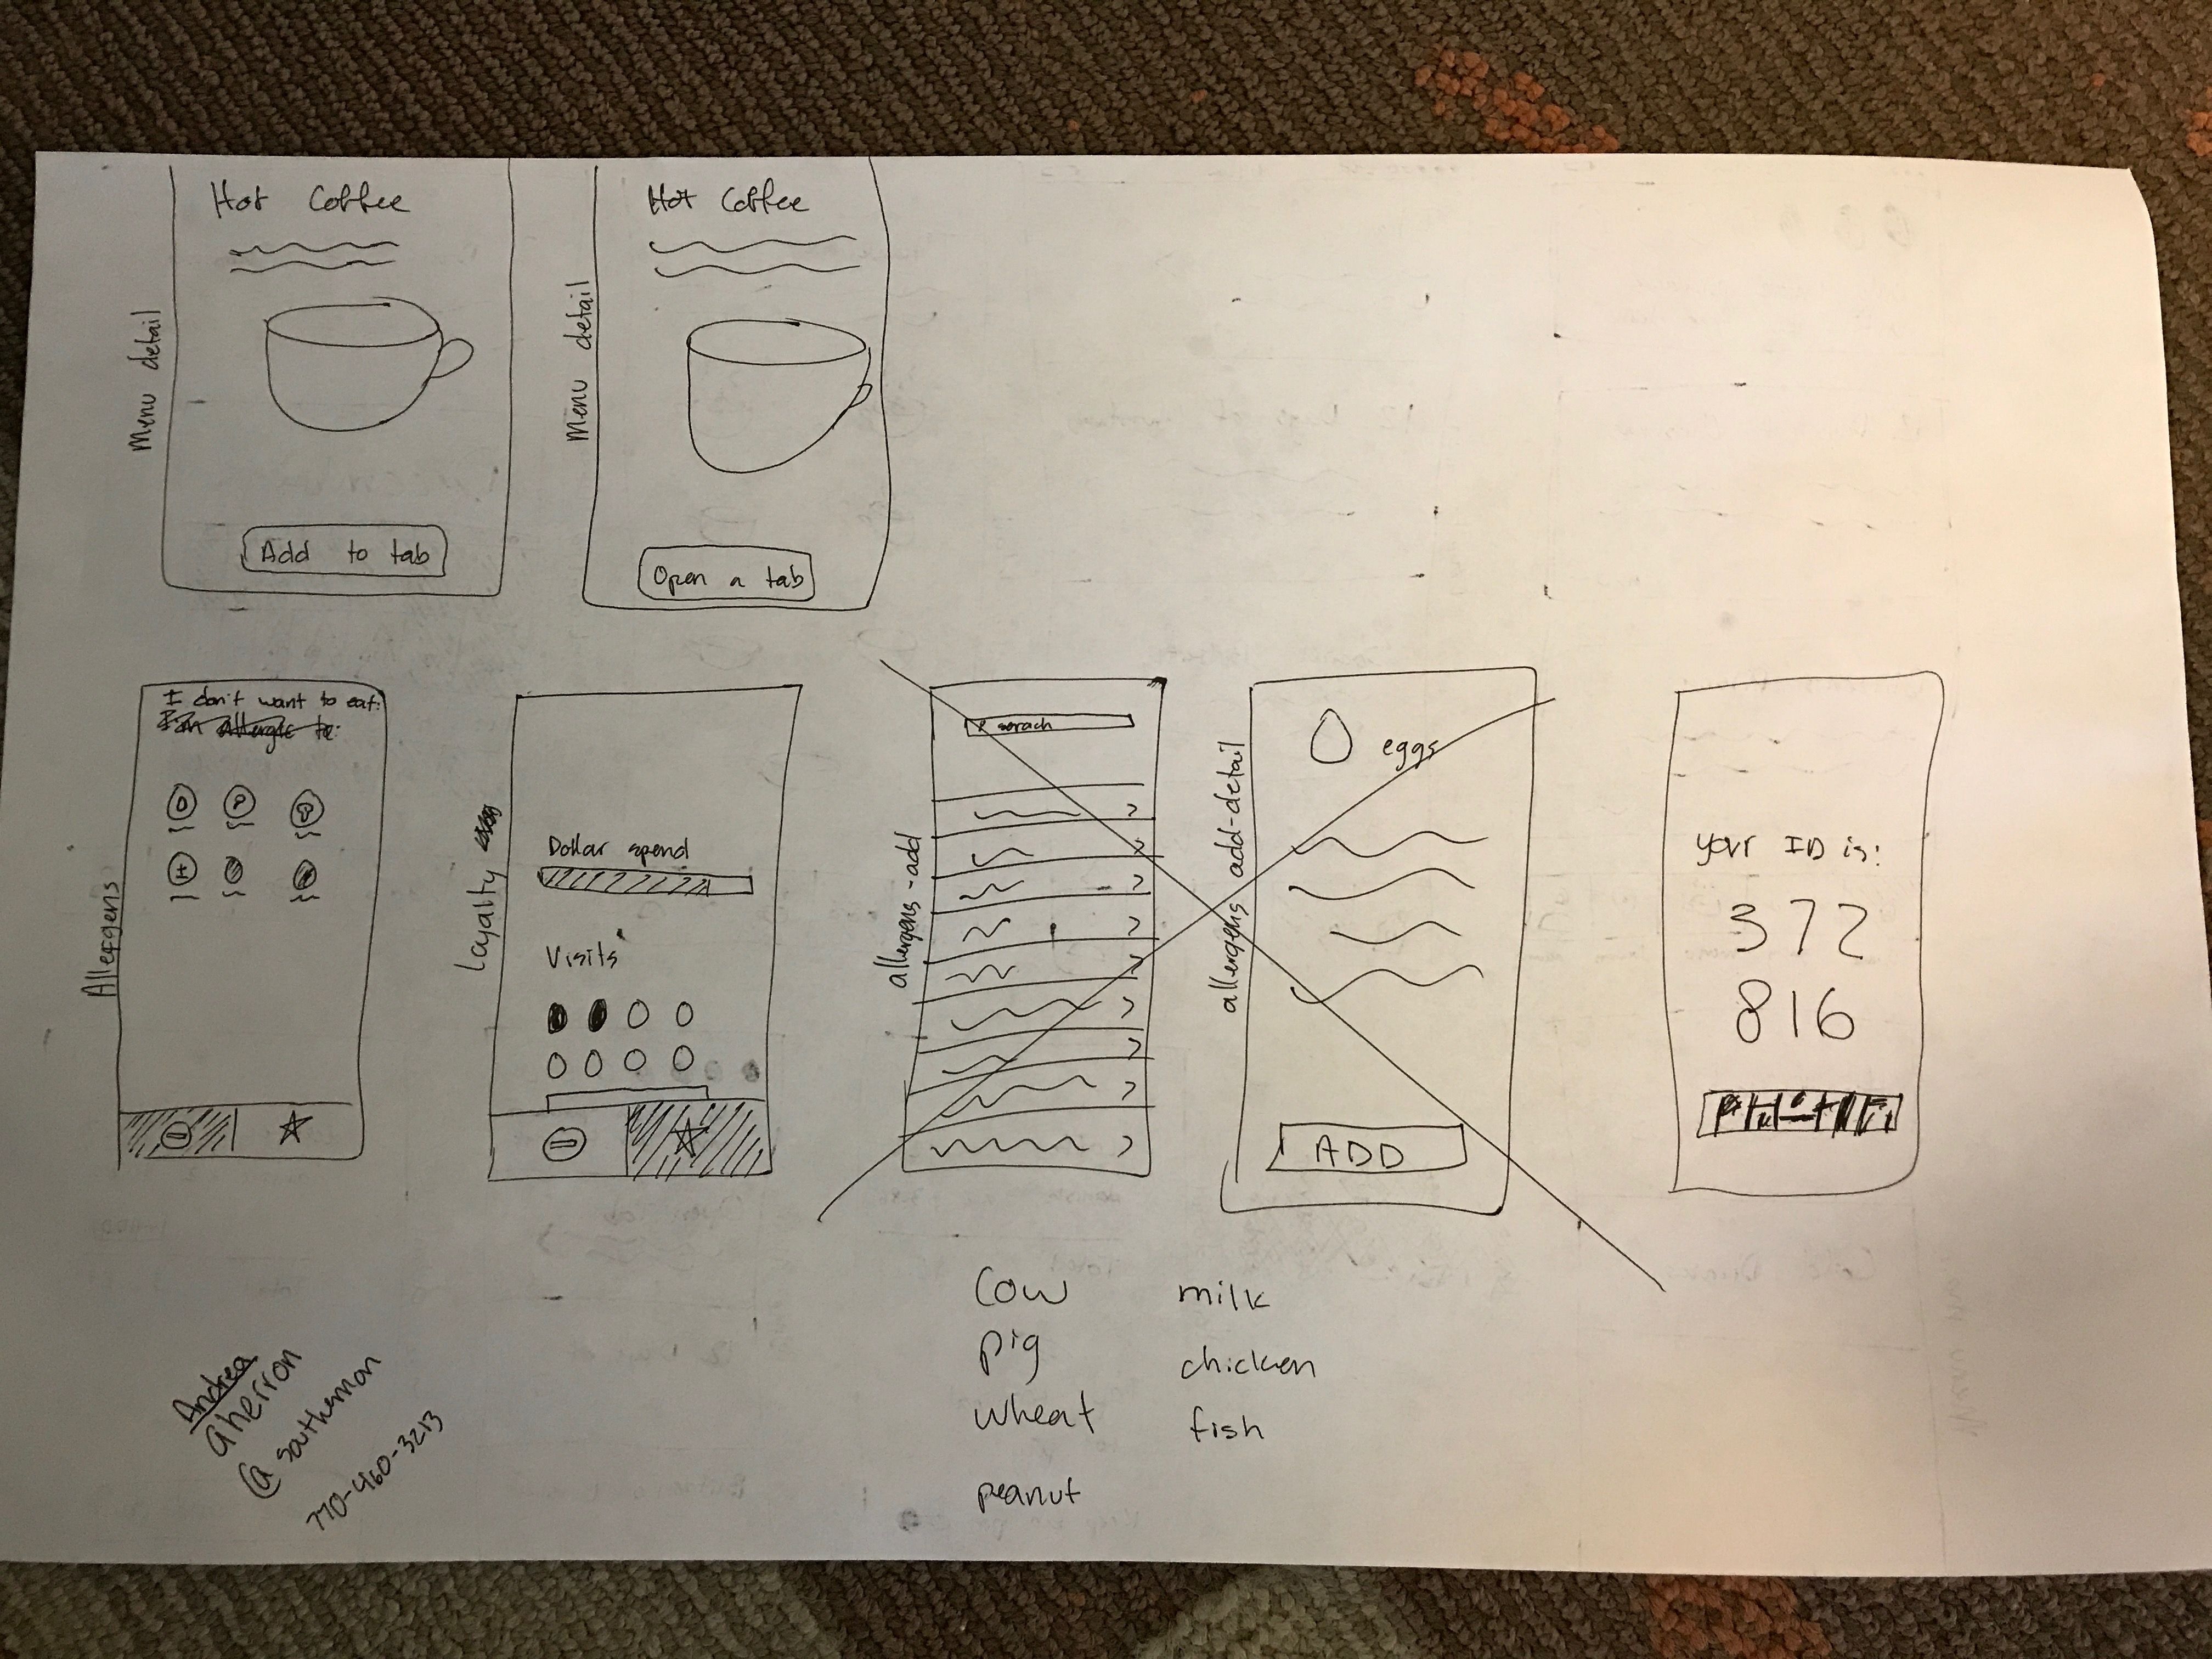 Hot Coffee
Menu detail
Add to tab
Hot Coffee
Menu detail
Open a tab
I don't want to eat:
I'm allergic to:
Allergens
Loyalty
Dollar spend
Visits
allergens - add
serach
allergens add-detail
eggs
ADD
your ID is:
372
816
Cow milk
pig chicken
wheat fish
peanut
Andrea
aherron
@ southernon
770-460-3213